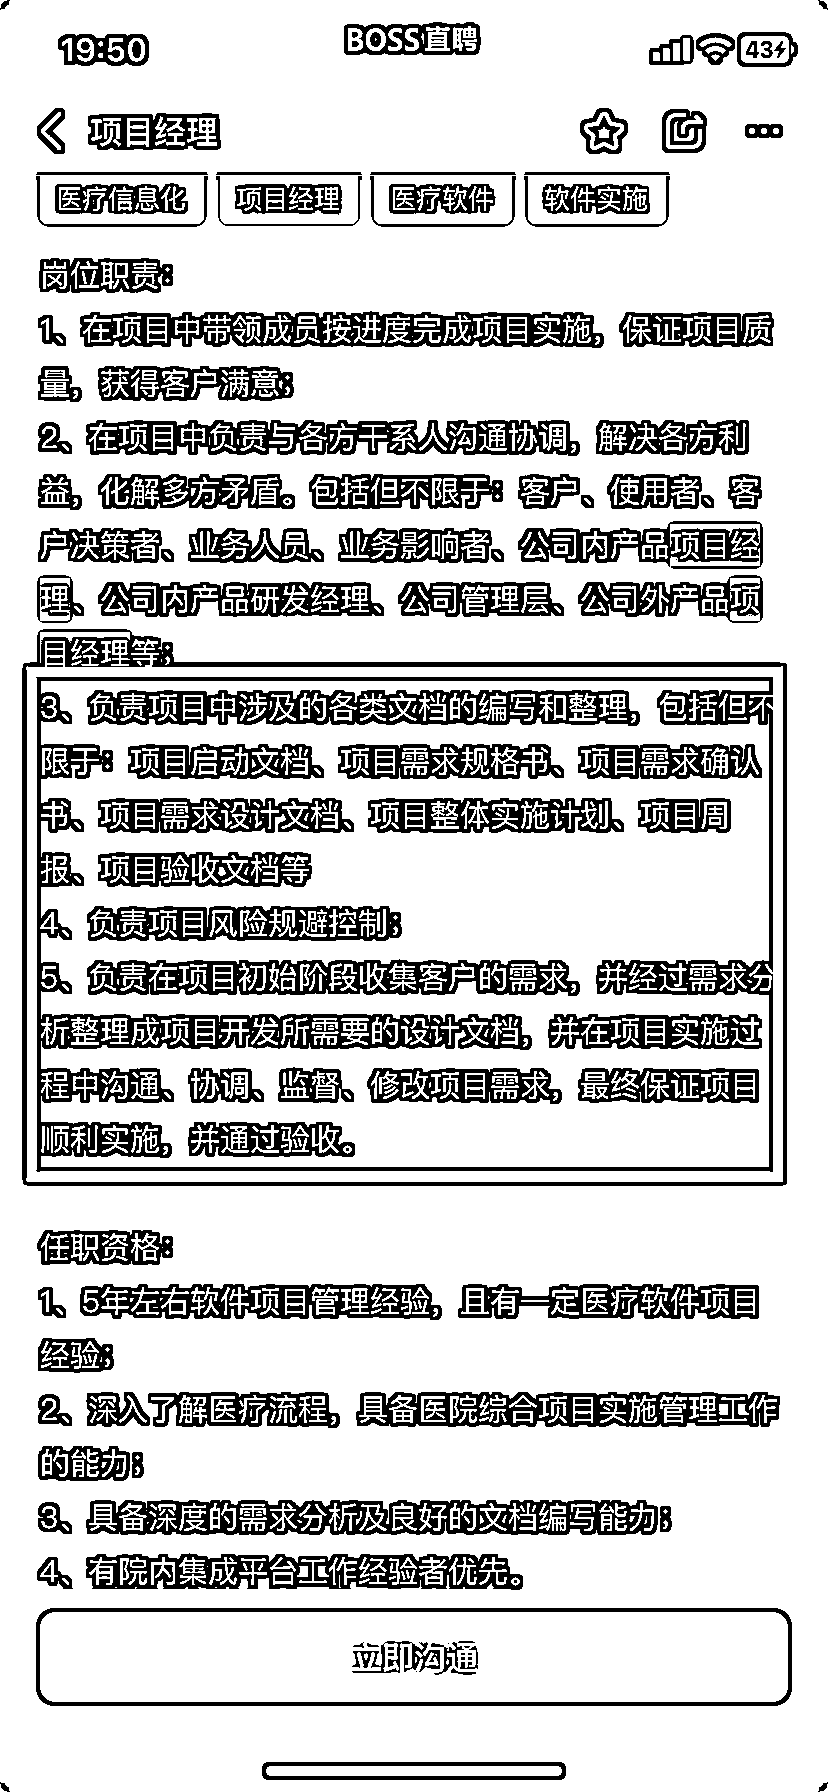 19:50
BOSS直聘
43
项目经理
医疗信息化 项目经理 医疗软件 软件实施
岗位职责：
1、在项目中带领成员按进度完成项目实施，保证项目质
量，获得客户满意；
2、在项目中负责与各方干系人沟通协调，解决各方利
益，化解多方矛盾。包括但不限于：客户、使用者、客
户决策者、业务人员、业务影响者、公司内产品项目经
理、公司内产品研发经理、公司管理层、公司外产品项
目经理等；
3、负责项目中涉及的各类文档的编写和整理，包括但不
限于：项目启动文档、项目需求规格书、项目需求确认
书、项目需求设计文档、项目整体实施计划、项目周
报、项目验收文档等
4、负责项目风险规避控制；
5、负责在项目初始阶段收集客户的需求，并经过需求分
析整理成项目开发所需要的设计文档，并在项目实施过
程中沟通、协调、监督、修改项目需求，最终保证项目
顺利实施，并通过验收。
任职资格：
1、5年左右软件项目管理经验，且有一定医疗软件项目
经验；
2、深入了解医疗流程，具备医院综合项目实施管理工作
的能力；
3、具备深度的需求分析及良好的文档编写能力；
4、有院内集成平台工作经验者优先。
立即沟通